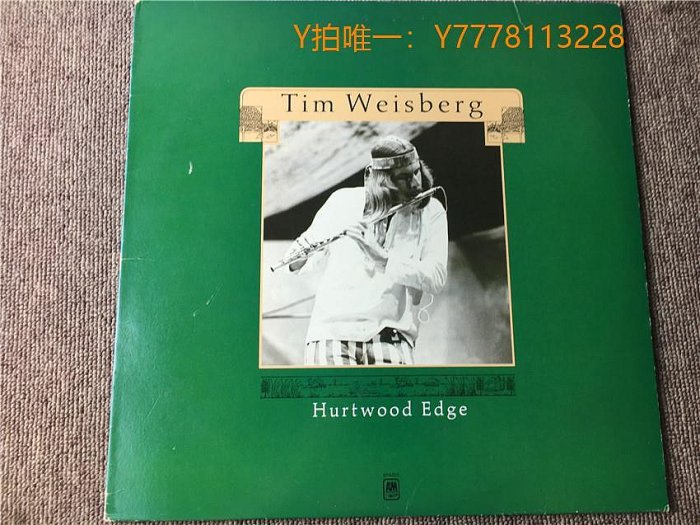 Y拍唯一：Y7778113228
Tim Weisberg
Hurtwood Edge
A&M